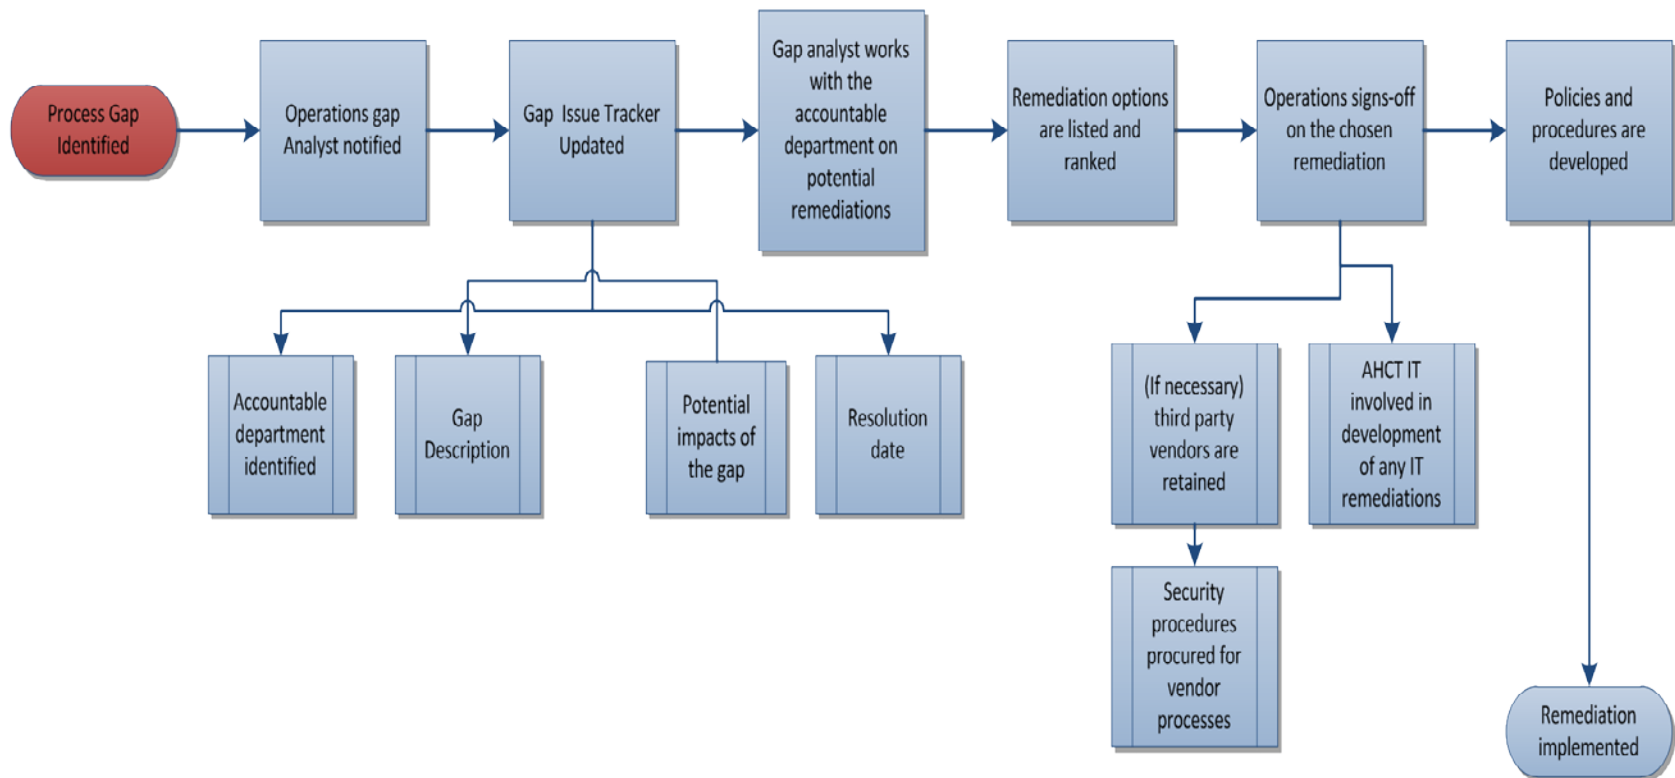 Process Gap
Identified
Operations gap
Analyst notified
Gap Issue Tracker
Updated
Gap analyst works
with the
accountable
department on
potential
remediations
Remediation options
are listed and
ranked
Operations signs-off
on the chosen
remediation
Policies and
procedures are
developed
Accountable
department
identified
Gap
Description
Potential
impacts of
the gap
Resolution
date
(If necessary)
third party
vendors are
retained
AHCT IT
involved in
development
of any IT
remediations
Security
procedures
procured for
vendor
processes
Remediation
implemented